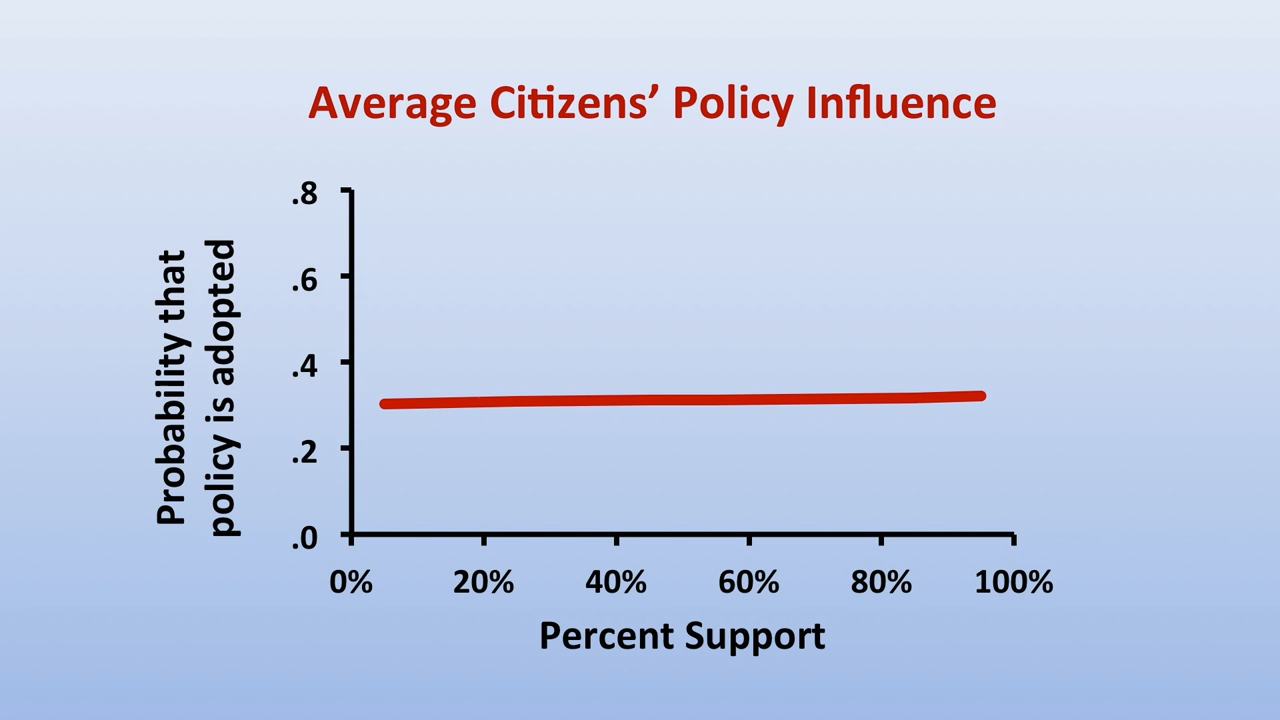 Average Citizens’ Policy Influence
Probability that
policy is adopted
.8
.6
.4
.2
.0
0% 20% 40% 60% 80% 100%
Percent Support